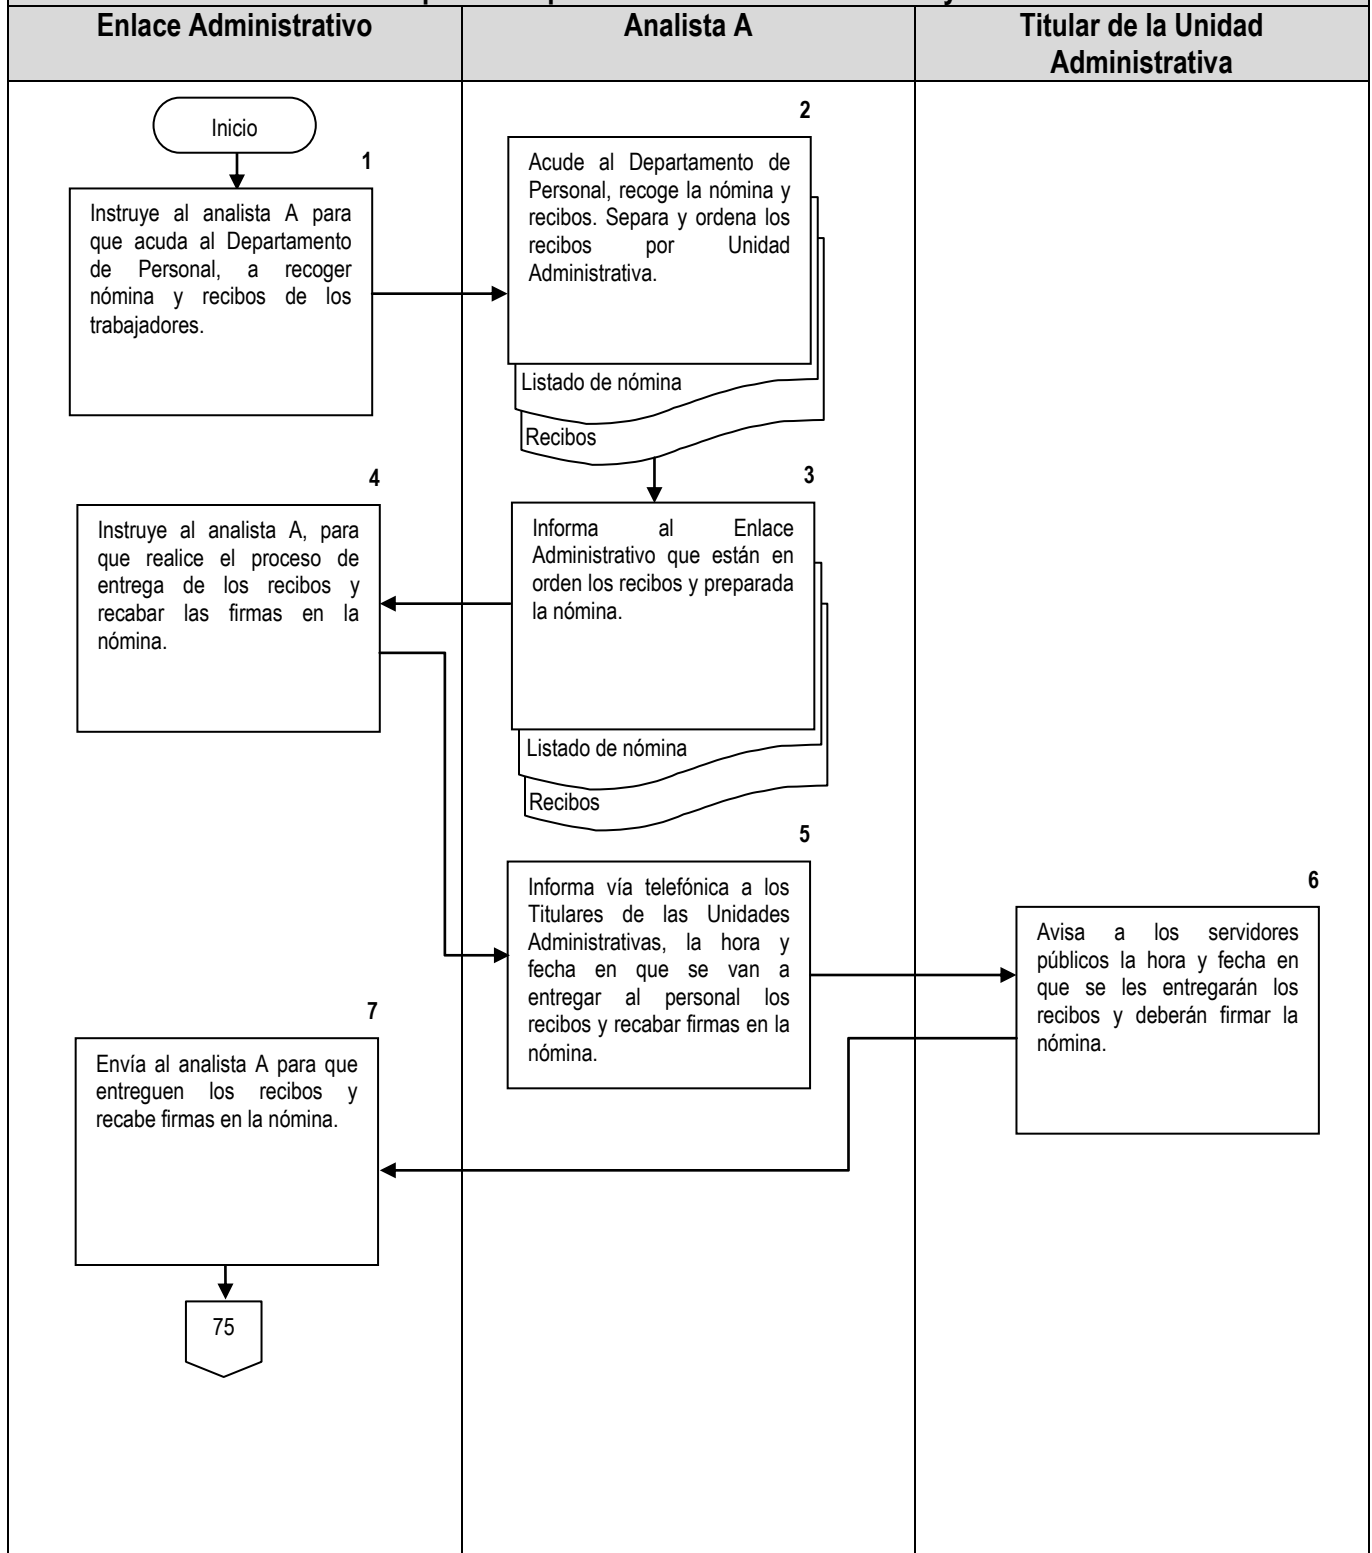 Enlace Administrativo
Analista A
Titular de la Unidad
Administrativa
Inicio
1
Instruye al analista A para
que acuda al Departamento
de Personal, a recoger
nómina y recibos de los
trabajadores.
2
Acude al Departamento de
Personal, recoge la nómina y
recibos. Separa y ordena los
recibos por Unidad
Administrativa.
Listado de nómina
Recibos
3
Informa al Enlace
Administrativo que están en
orden los recibos y preparada
la nómina.
Listado de nómina
Recibos
4
Instruye al analista A, para
que realice el proceso de
entrega de los recibos y
recabar las firmas en la
nómina.
5
Informa vía telefónica a los
Titulares de las Unidades
Administrativas, la hora y
fecha en que se van a
entregar al personal los
recibos y recabar firmas en la
nómina.
6
Avisa a los servidores
públicos la hora y fecha en
que se les entregarán los
recibos y deberán firmar la
nómina.
7
Envía al analista A para que
entreguen los recibos y
recabe firmas en la nómina.
75